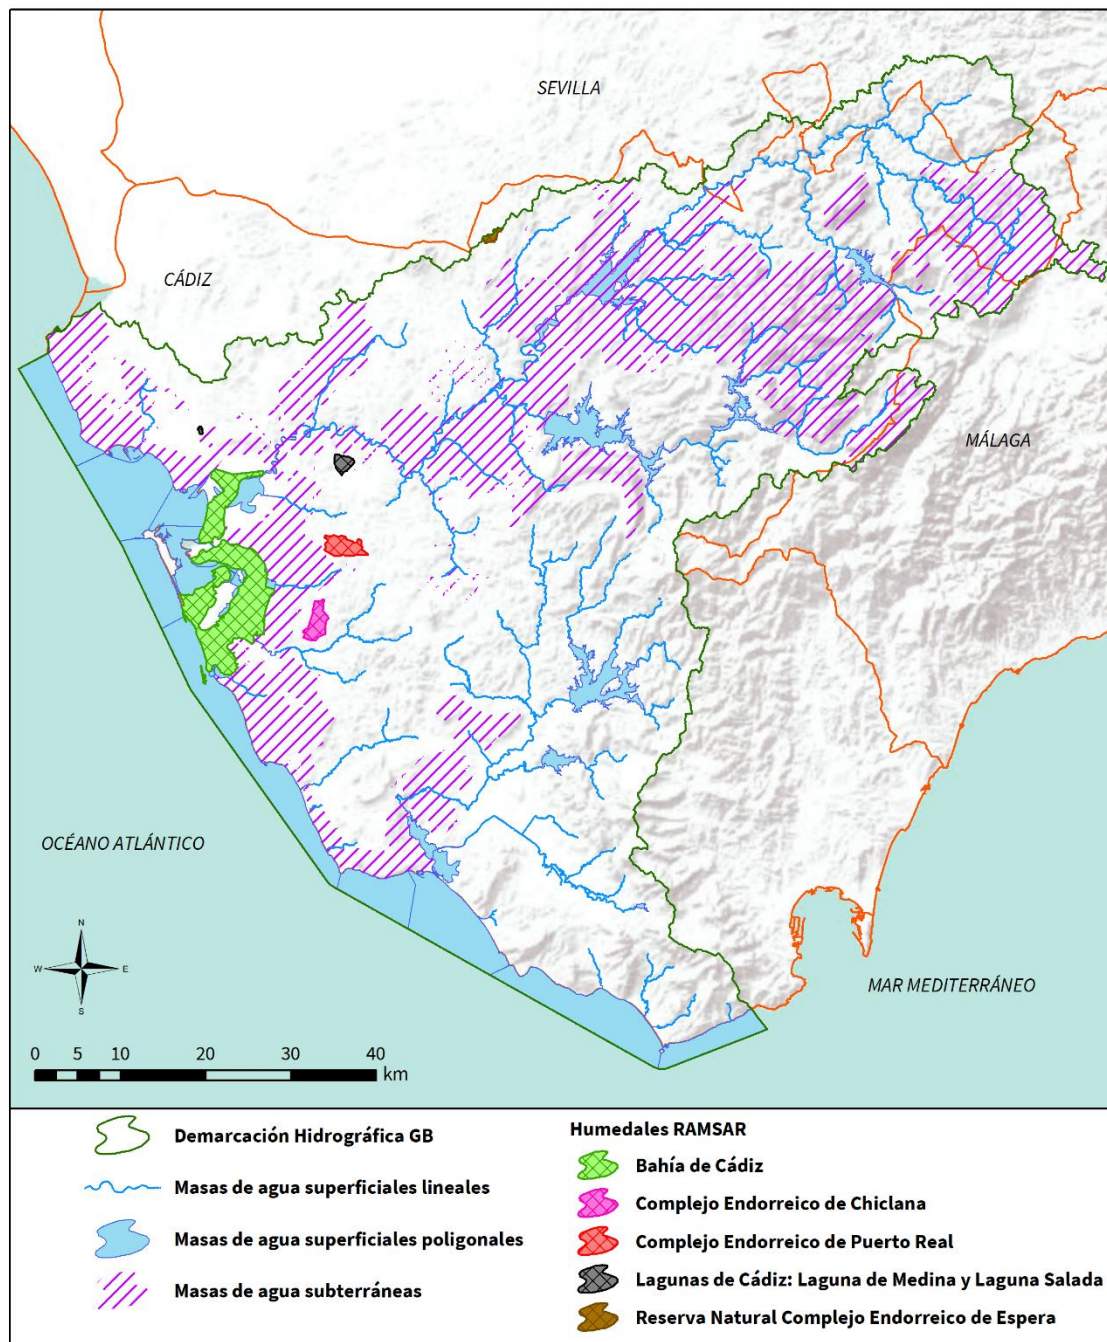 SEVILLA
CÁDIZ
MÁLAGA
OCÉANO ATLÁNTICO
N
W E
S
MAR MEDITERRÁNEO
0 5 10 20 30 40
km
Demarcación Hidrográfica GB
Masas de agua superficiales lineales
Masas de agua superficiales poligonales
Masas de agua subterráneas
Humedales RAMSAR
Bahía de Cádiz
Complejo Endorreico de Chiclana
Complejo Endorreico de Puerto Real
Lagunas de Cádiz: Laguna de Medina y Laguna Salada
Reserva Natural Complejo Endorreico de Espera